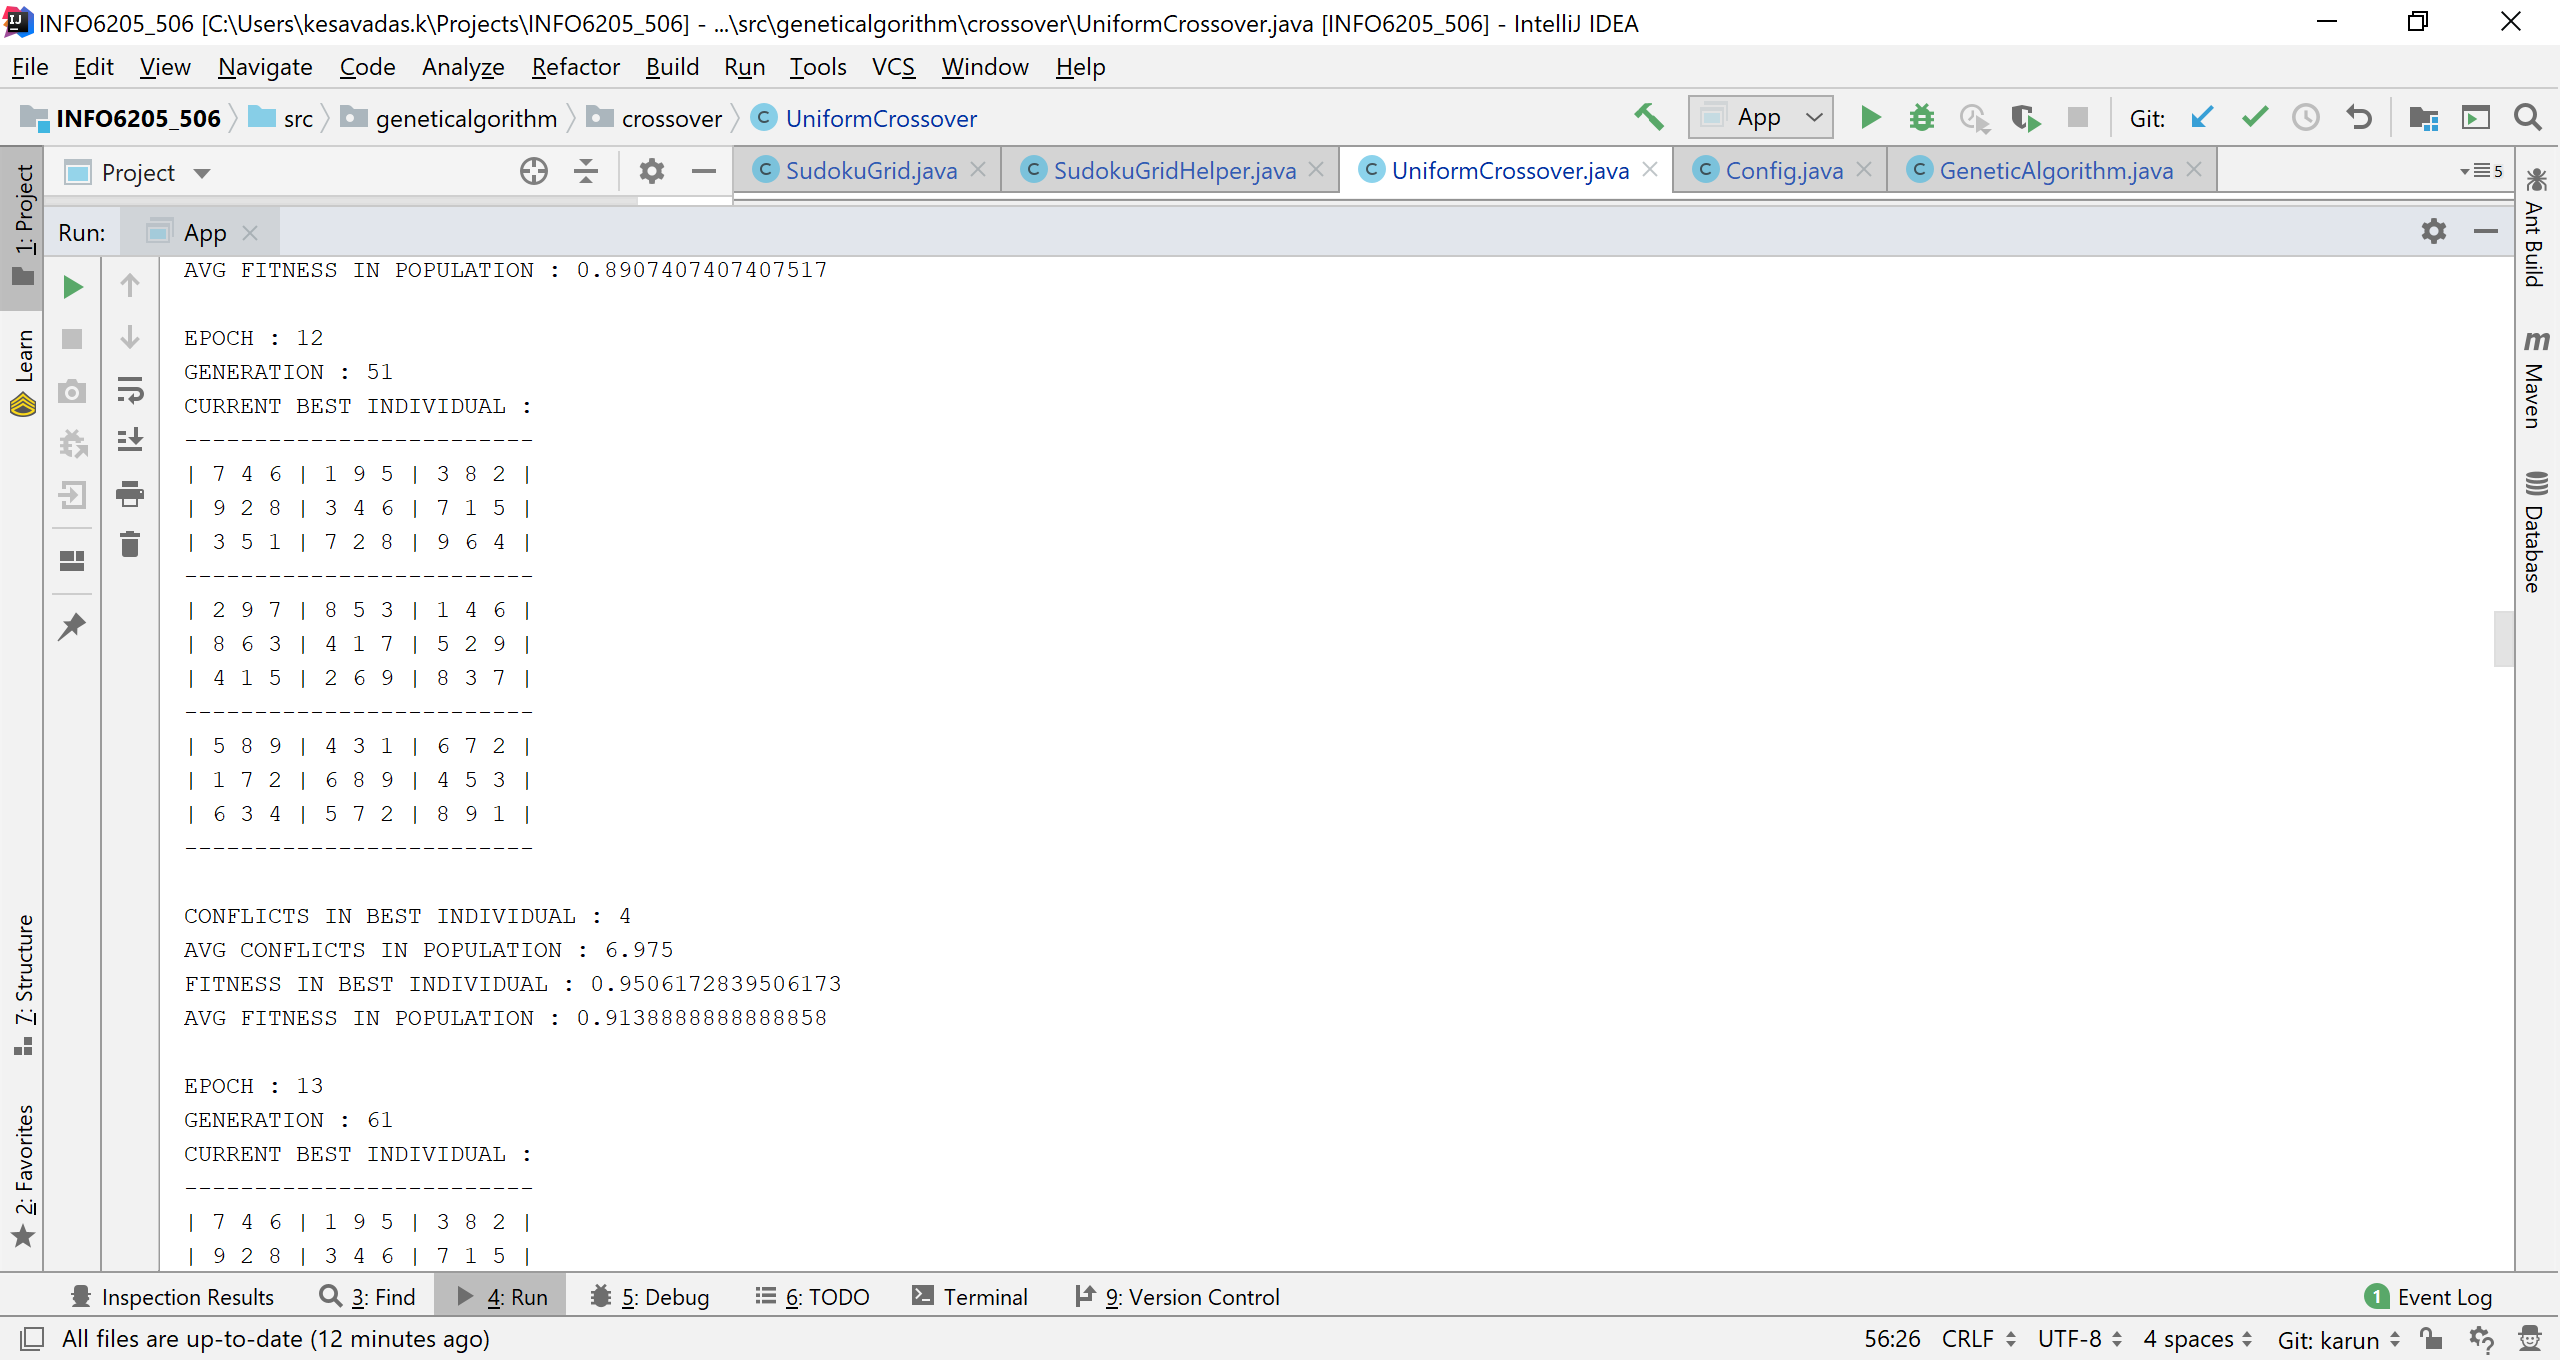 INFO6205_506 [C:\Users\kesavadas.k\Projects\INFO6205_506] - ...\src\geneticalgorithm\crossover\UniformCrossover.java [INFO6205_506] - IntelliJ IDEA
File Edit View Navigate Code Analyze Refactor Build Run Tools VCS Window Help
INFO6205_506 src geneticalgorithm crossover C UniformCrossover App Git:
Project C SudokuGrid.java C SudokuGridHelper.java C UniformCrossover.java C Config.java C GeneticAlgorithm.java 5
1: Project
Learn
7: Structure
2: Favorites
Run: App
AVG FITNESS IN POPULATION : 0.8907407407407517
EPOCH : 12
GENERATION : 51
CURRENT BEST INDIVIDUAL :
-------------------------
| 7 4 6 | 1 9 5 | 3 8 2 |
| 9 2 8 | 3 4 6 | 7 1 5 |
| 3 5 1 | 7 2 8 | 9 6 4 |
-------------------------
| 2 9 7 | 8 5 3 | 1 4 6 |
| 8 6 3 | 4 1 7 | 5 2 9 |
| 4 1 5 | 2 6 9 | 8 3 7 |
-------------------------
| 5 8 9 | 4 3 1 | 6 7 2 |
| 1 7 2 | 6 8 9 | 4 5 3 |
| 6 3 4 | 5 7 2 | 8 9 1 |
-------------------------
CONFLICTS IN BEST INDIVIDUAL : 4
AVG CONFLICTS IN POPULATION : 6.975
FITNESS IN BEST INDIVIDUAL : 0.9506172839506173
AVG FITNESS IN POPULATION : 0.9138888888888858
EPOCH : 13
GENERATION : 61
CURRENT BEST INDIVIDUAL :
-------------------------
| 7 4 6 | 1 9 5 | 3 8 2 |
| 9 2 8 | 3 4 6 | 7 1 5 |
Ant Build
m Maven
Database
Inspection Results 3: Find 4: Run 5: Debug 6: TODO Terminal 9: Version Control 1 Event Log
All files are up-to-date (12 minutes ago) 56:26 CRLF UTF-8 4 spaces Git: karun